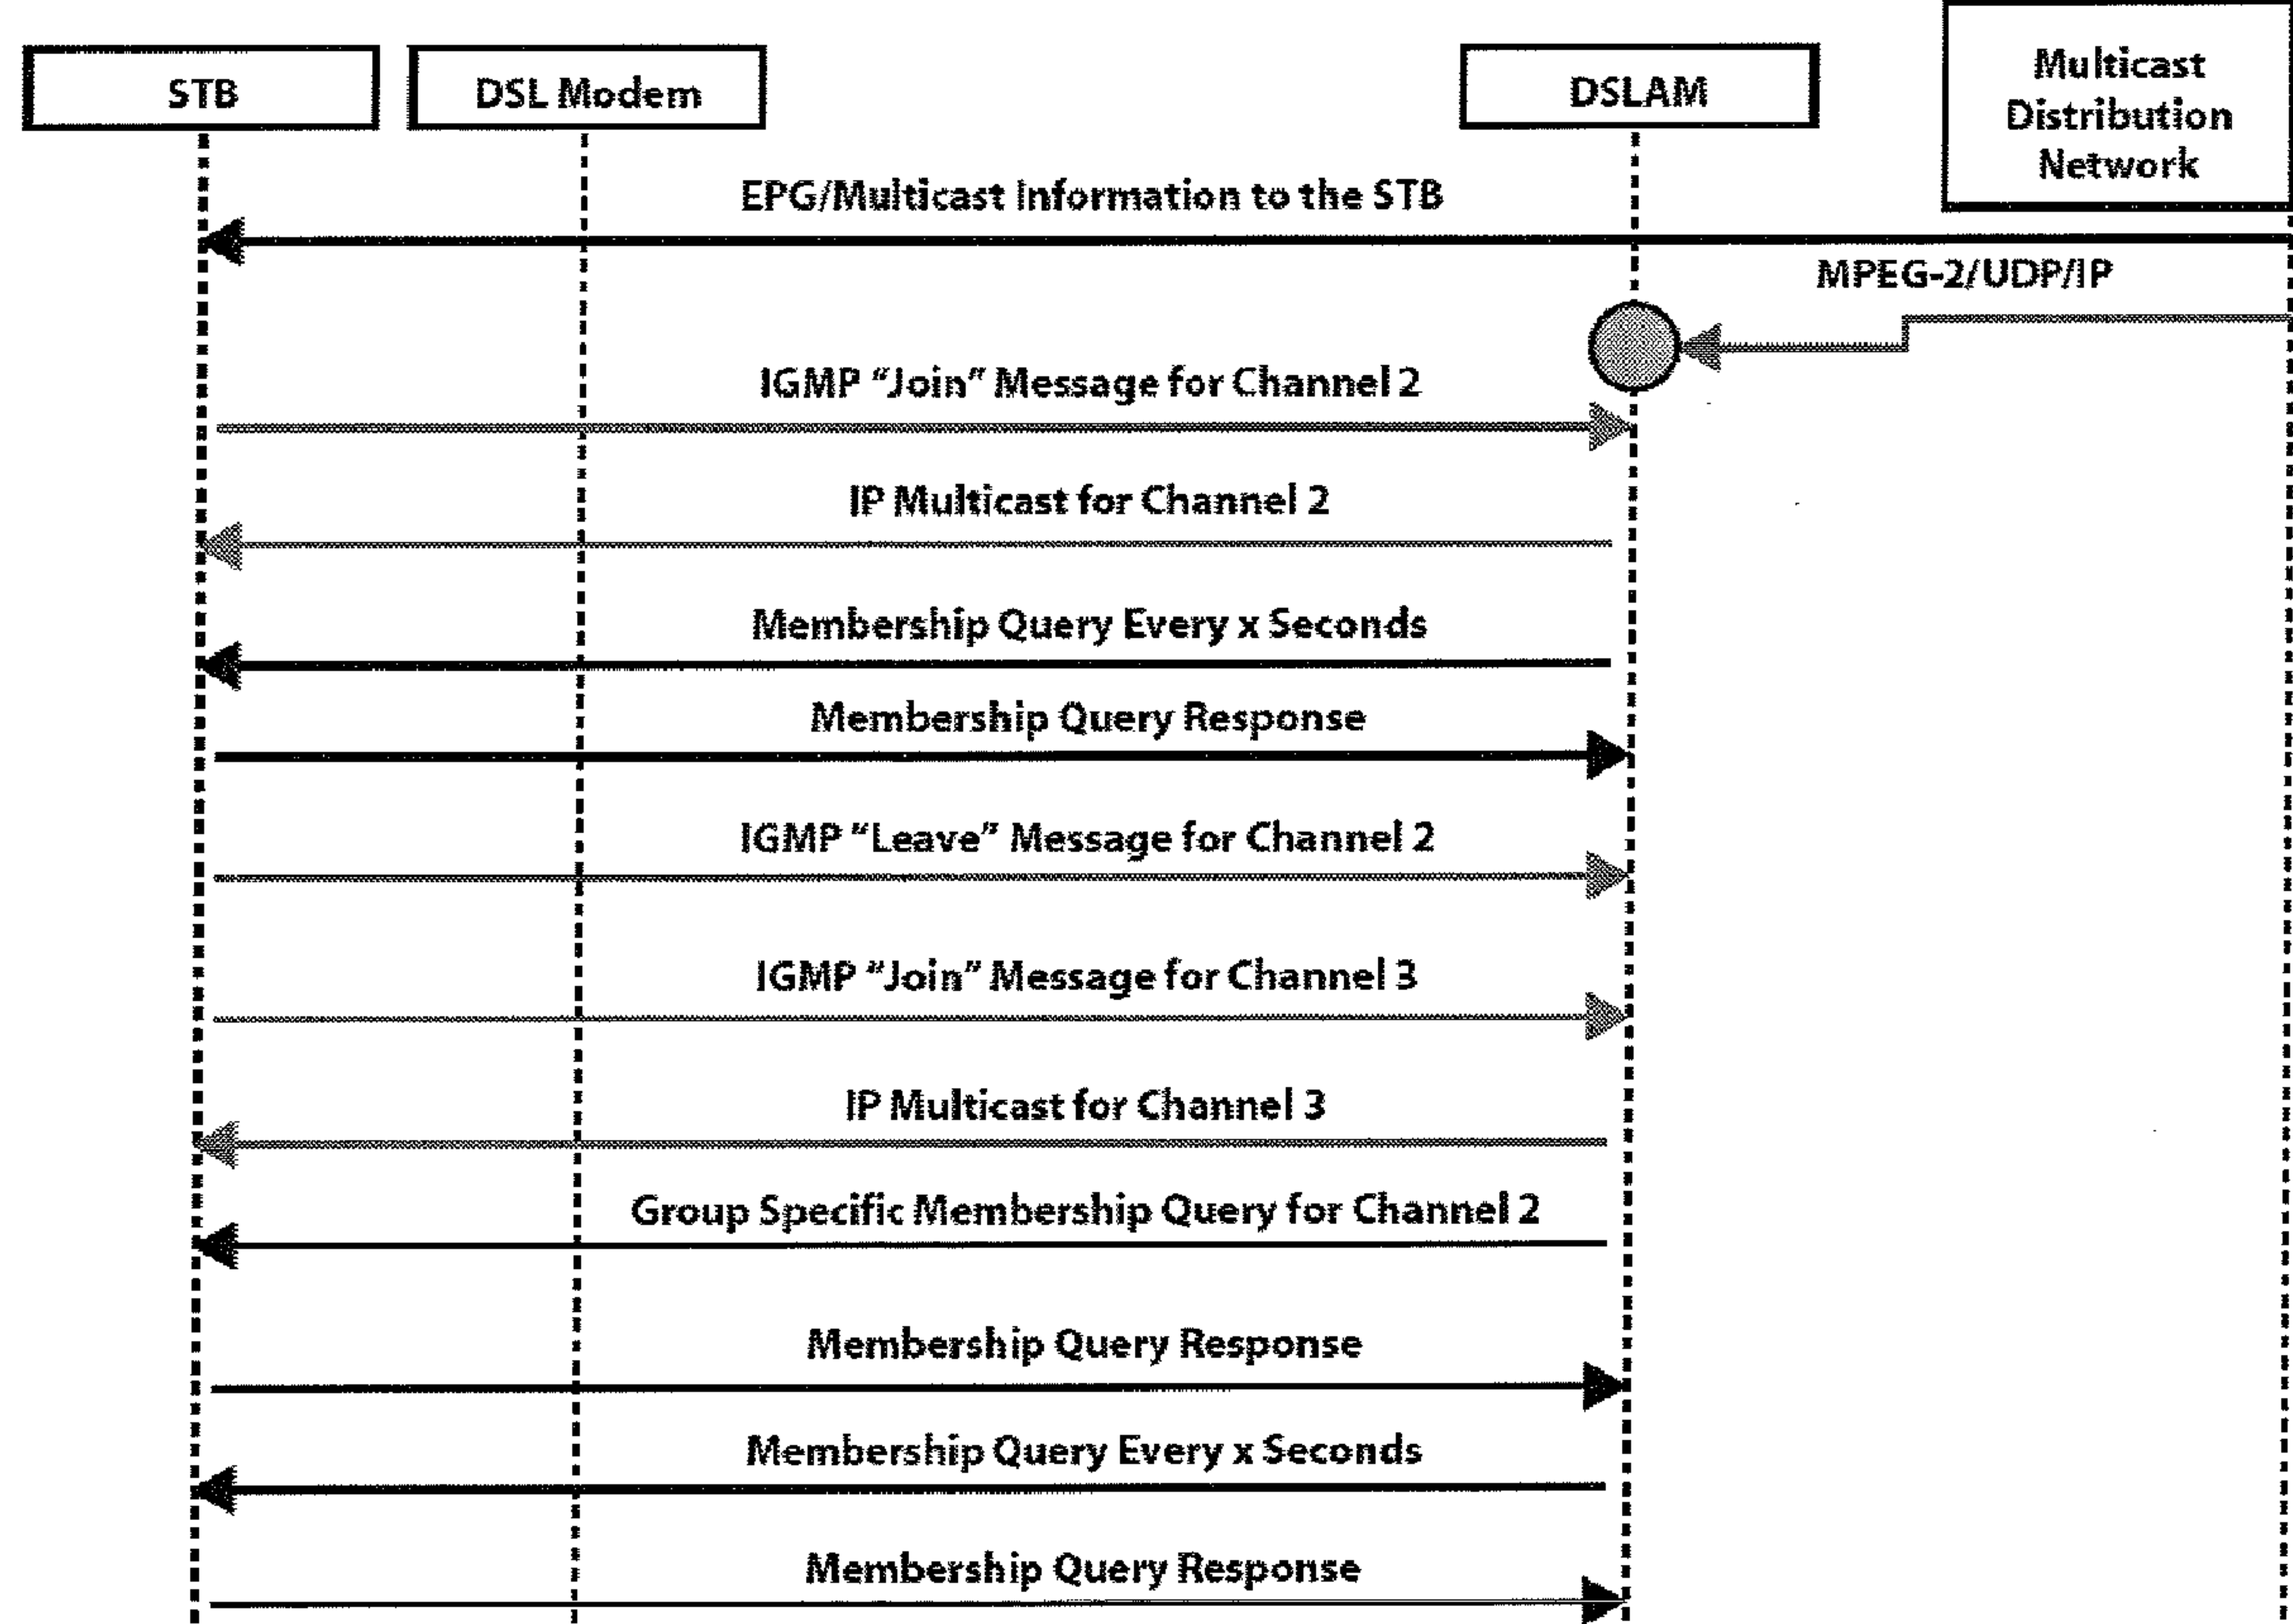 STB
DSL Modem
DSLAM
Multicast
Distribution
Network
EPG/Multicast Information to the STB
MPEG-2/UDP/IP
IGMP “Join” Message for Channel 2
IP Multicast for Channel 2
Membership Query Every x Seconds
Membership Query Response
IGMP “Leave” Message for Channel 2
IGMP “Join” Message for Channel 3
IP Multicast for Channel 3
Group Specific Membership Query for Channel 2
Membership Query Response
Membership Query Every x Seconds
Membership Query Response